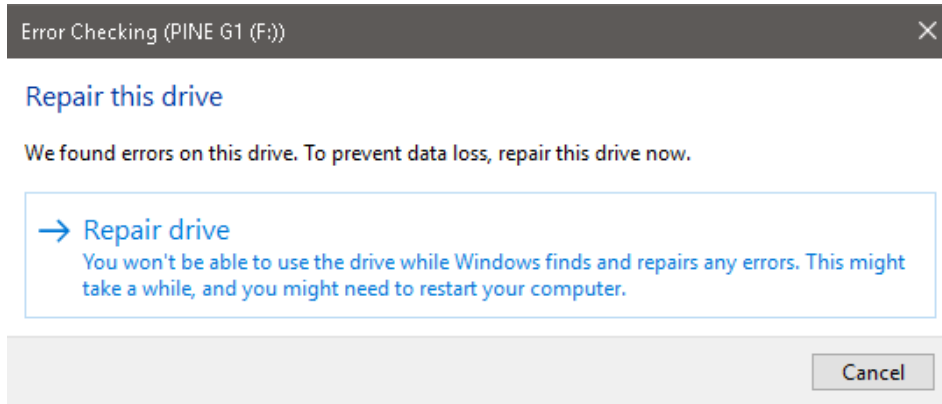 Error Checking (PINE G1 (F:))
Repair this drive
We found errors on this drive. To prevent data loss, repair this drive now.
Repair drive
You won't be able to use the drive while Windows finds and repairs any errors. This might
take a while, and you might need to restart your computer.
Cancel